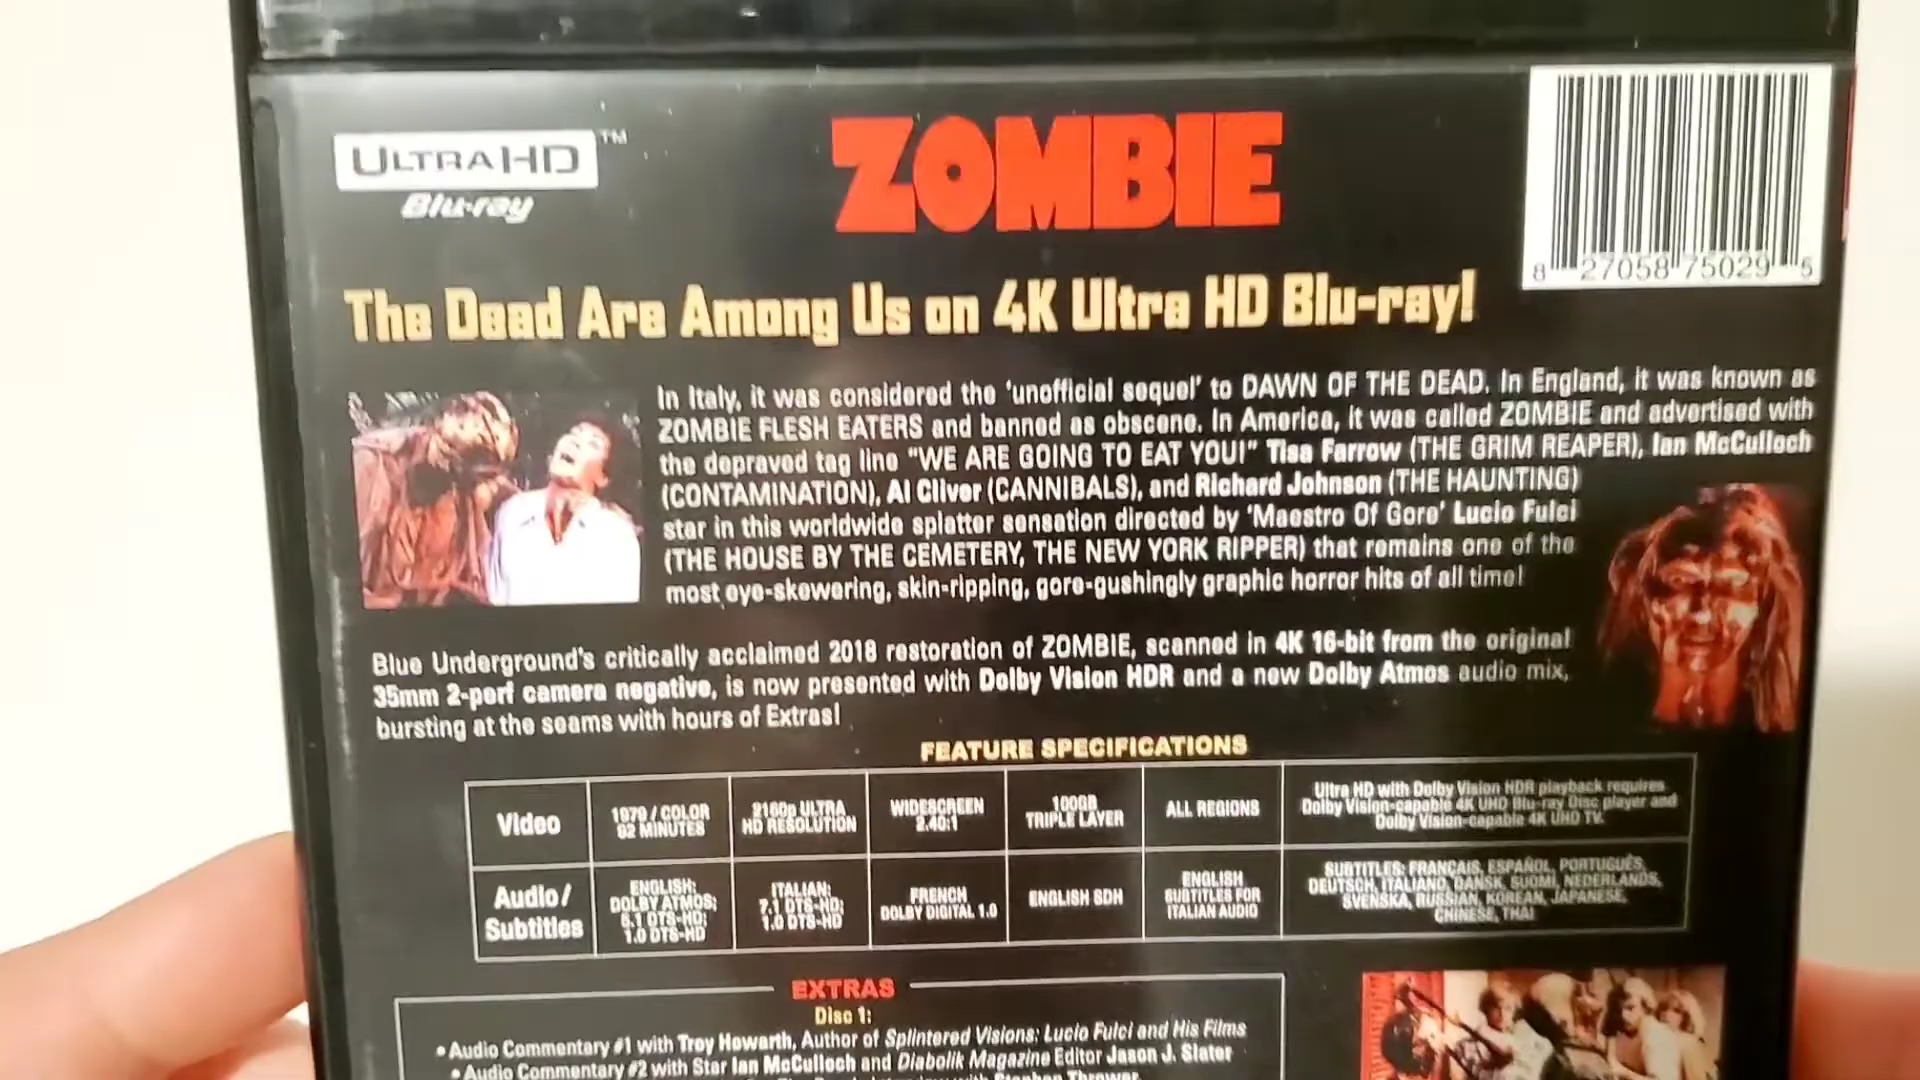 ULTRA HD™
Blu-ray
ZOMBIE
8 27058 75029 5
The Dead Are Among Us on 4K Ultra HD Blu-ray!
In Italy, it was considered the 'unofficial sequel' to DAWN OF THE DEAD. In England, it was known as
ZOMBIE FLESH EATERS and banned as obscene. In America, it was called ZOMBIE and advertised with
the depraved tag line "WE ARE GOING TO EAT YOU!" Tisa Farrow (THE GRIM REAPER), Ian McCulloch
(CONTAMINATION), Al Cliver (CANNIBALS), and Richard Johnson (THE HAUNTING)
star in this worldwide splatter sensation directed by 'Maestro Of Gore' Lucio Fulci
(THE HOUSE BY THE CEMETERY, THE NEW YORK RIPPER) that remains one of the
most eye-skewering, skin-ripping, gore-gushingly graphic horror hits of all time!
Blue Underground's critically acclaimed 2018 restoration of ZOMBIE, scanned in 4K 16-bit from the original
35mm 2-perf camera negative, is now presented with Dolby Vision HDR and a new Dolby Atmos audio mix,
bursting at the seams with hours of Extras!
FEATURE SPECIFICATIONS
Video
1979 / COLOR
92 MINUTES
2160p ULTRA
HD RESOLUTION
WIDESCREEN
2.40:1
100GB
TRIPLE LAYER
ALL REGIONS
Ultra HD with Dolby Vision HDR playback requires
Dolby Vision-capable 4K UHD Blu-ray Disc player and
Dolby Vision-capable 4K UHD TV.
Audio/
Subtitles
ENGLISH:
DOLBY ATMOS;
5.1 DTS-HD;
1.0 DTS-HD
ITALIAN:
7.1 DTS-HD;
1.0 DTS-HD
FRENCH
DOLBY DIGITAL 1.0
ENGLISH SDH
ENGLISH
SUBTITLES FOR
ITALIAN AUDIO
SUBTITLES: FRANÇAIS, ESPAÑOL, PORTUGUÊS,
DEUTSCH, ITALIANO, DANSK, SUOMI, NEDERLANDS,
SVENSKA, RUSSIAN, KOREAN, JAPANESE,
CHINESE, THAI
EXTRAS
Disc 1:
• Audio Commentary #1 with Troy Howarth, Author of Splintered Visions: Lucio Fulci and His Films
• Audio Commentary #2 with Star Ian McCulloch and Diabolik Magazine Editor Jason J. Slater
with Stephen Thrower